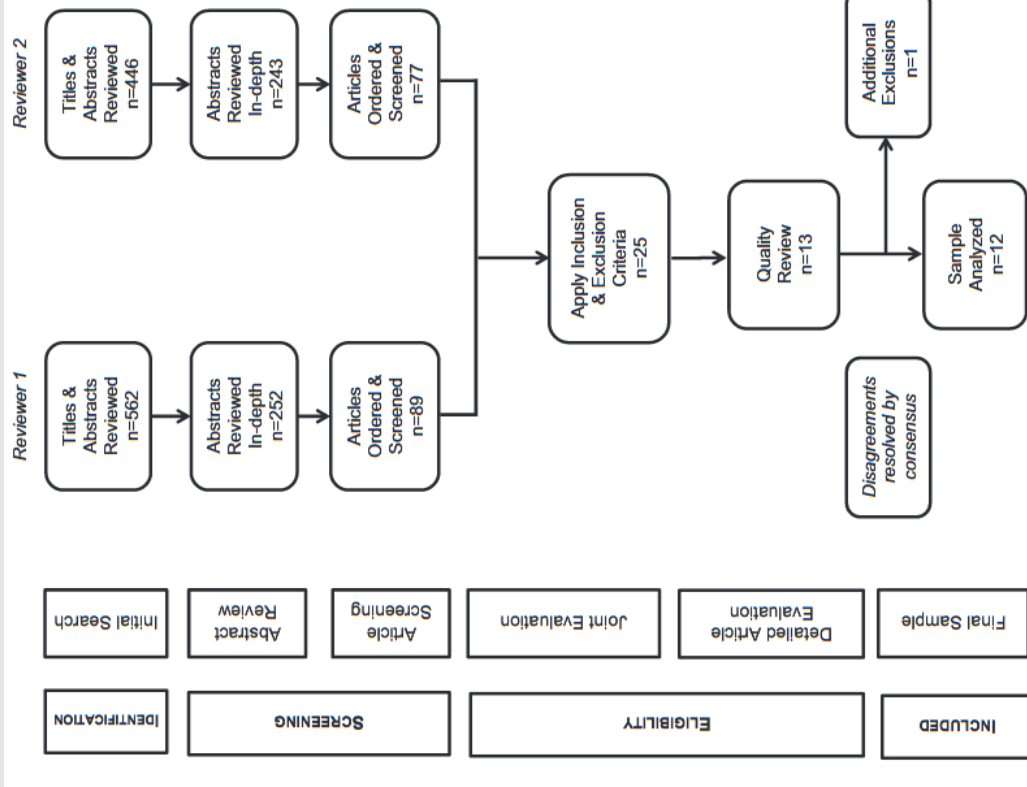 Reviewer 1
Reviewer 2
Titles &
Abstracts
Reviewed
n=562
Titles &
Abstracts
Reviewed
n=446
Abstracts
Reviewed
In-depth
n=252
Abstracts
Reviewed
In-depth
n=243
Articles
Ordered &
Screened
n=89
Articles
Ordered &
Screened
n=77
Apply Inclusion
& Exclusion
Criteria
n=25
Quality
Review
n=13
Disagreements
resolved by
consensus
Additional
Exclusions
n=1
Sample
Analyzed
n=12
Initial Search
Abstract
Review
Article
Screening
Joint Evaluation
Detailed Article
Evaluation
Final Sample
IDENTIFICATION
SCREENING
ELIGIBILITY
INCLUDED